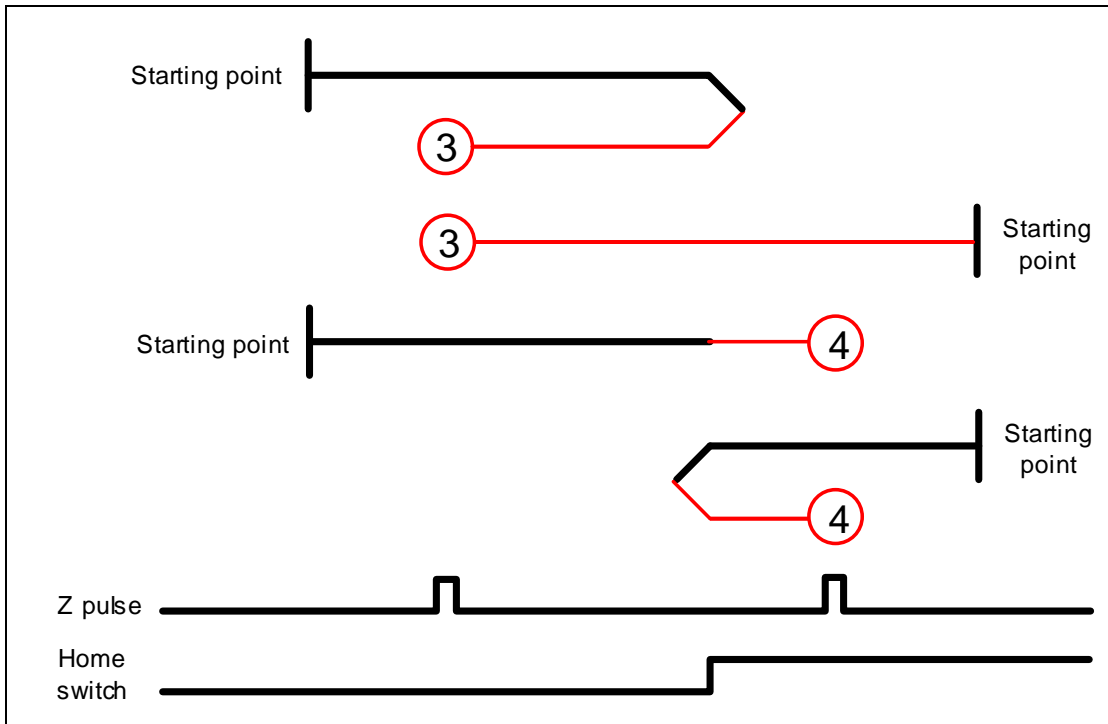 Starting point
3
3
Starting
point
Starting point
4
Starting
point
4
Z pulse
Home
switch